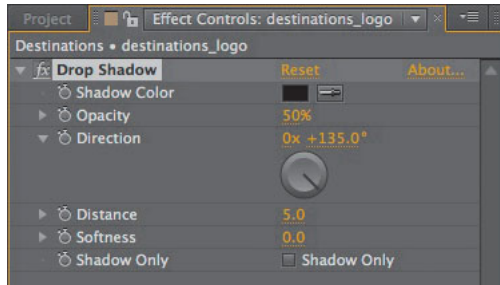 Project Effect Controls: destinations_logo
Destinations • destinations_logo
fx Drop Shadow Reset About...
Shadow Color
Opacity 50%
Direction 0x +135.0°
Distance 5.0
Softness 0.0
Shadow Only Shadow Only